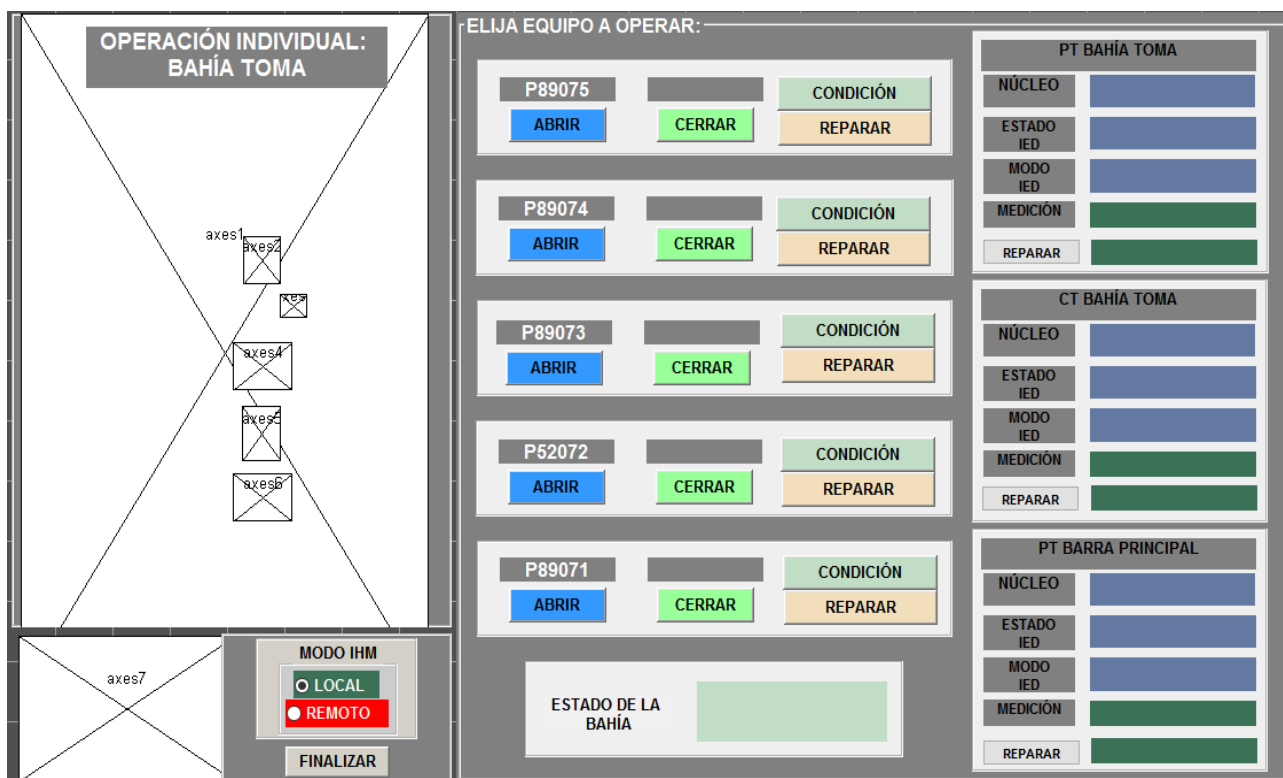 OPERACIÓN INDIVIDUAL:
BAHÍA TOMA
axes1
axes2
axes
axes4
axes5
axes6
axes7
MODO IHM
LOCAL
REMOTO
FINALIZAR
ELIJA EQUIPO A OPERAR:
P89075
CONDICIÓN
ABRIR
CERRAR
REPARAR
P89074
CONDICIÓN
ABRIR
CERRAR
REPARAR
P89073
CONDICIÓN
ABRIR
CERRAR
REPARAR
P52072
CONDICIÓN
ABRIR
CERRAR
REPARAR
P89071
CONDICIÓN
ABRIR
CERRAR
REPARAR
ESTADO DE LA
BAHÍA
PT BAHÍA TOMA
NÚCLEO
ESTADO
IED
MODO
IED
MEDICIÓN
REPARAR
CT BAHÍA TOMA
NÚCLEO
ESTADO
IED
MODO
IED
MEDICIÓN
REPARAR
PT BARRA PRINCIPAL
NÚCLEO
ESTADO
IED
MODO
IED
MEDICIÓN
REPARAR